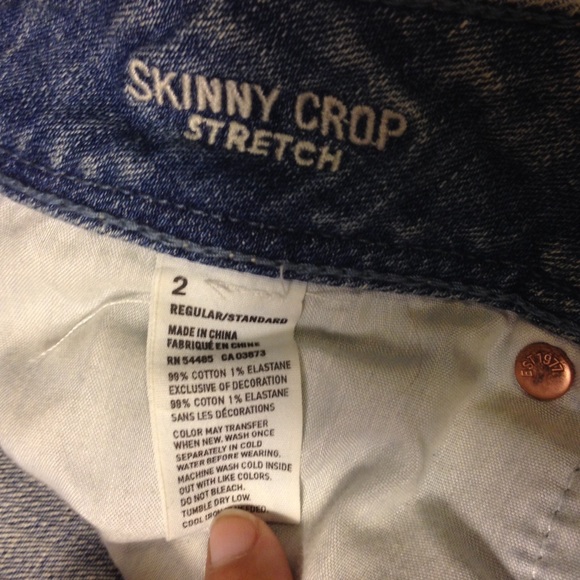 SKINNY CROP
STRETCH
2
REGULAR/STANDARD
MADE IN CHINA
FABRIQUÉ EN CHINE
RN 54485 CA 03873
99% COTTON 1% ELASTANE
EXCLUSIVE OF DECORATION
99% COTON 1% ELASTANE
SANS LES DÉCORATIONS
COLOR MAY TRANSFER
WHEN NEW. WASH ONCE
SEPARATELY IN COLD
WATER BEFORE WEARING.
MACHINE WASH COLD INSIDE
OUT WITH LIKE COLORS.
DO NOT BLEACH.
TUMBLE DRY LOW.
COOL IRON NEEDED.
EST 1977